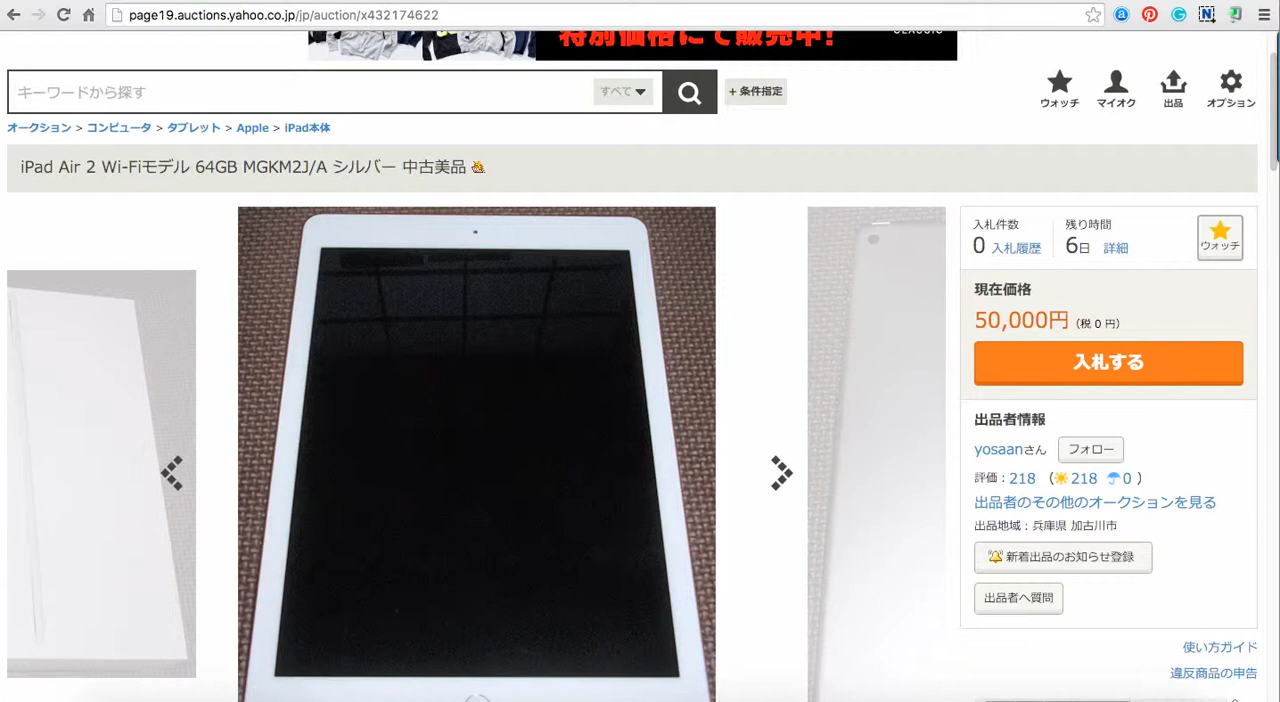 page19.auctions.yahoo.co.jp/jp/auction/x432174622
特別価格にて販売中!
CLASSIC
キーワードから探す
すべて
+ 条件指定
ウォッチ
マイオク
出品
オプション
オークション > コンピュータ > タブレット > Apple > iPad本体
iPad Air 2 Wi-Fiモデル 64GB MGKM2J/A シルバー 中古美品
入札件数
0 入札履歴
残り時間
6日 詳細
ウォッチ
現在価格
50,000円 (税 0 円)
入札する
出品者情報
yosaanさん フォロー
評価:218 (218 0)
出品者のその他のオークションを見る
出品地域:兵庫県 加古川市
新着出品のお知らせ登録
出品者へ質問
使い方ガイド
違反商品の申告